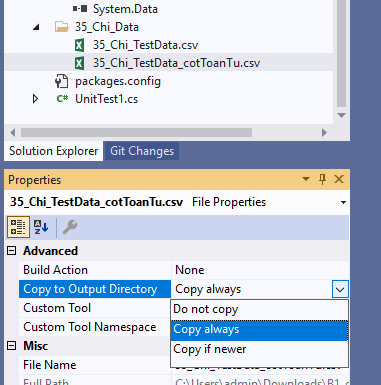 System.Data
35_Chi_Data
35_Chi_TestData.csv
35_Chi_TestData_cotToanTu.csv
packages.config
C# UnitTest1.cs
Solution Explorer Git Changes
Properties
35_Chi_TestData_cotToanTu.csv File Properties
Advanced
Build Action None
Copy to Output Directory Copy always
Custom Tool Do not copy
Custom Tool Namespace Copy always
Misc Copy if newer
File Name
Full Path C:\Users\admin\Downloads\B1